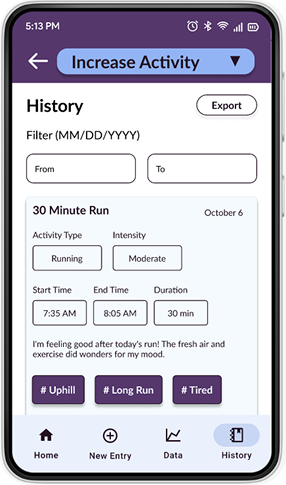 5:13 PM
Increase Activity
History
Export
Filter (MM/DD/YYYY)
From
To
30 Minute Run
October 6
Activity Type
Intensity
Running
Moderate
Start Time
End Time
Duration
7:35 AM
8:05 AM
30 min
I'm feeling good after today's run! The fresh air and
exercise did wonders for my mood.
# Uphill
# Long Run
# Tired
Home
New Entry
Data
History